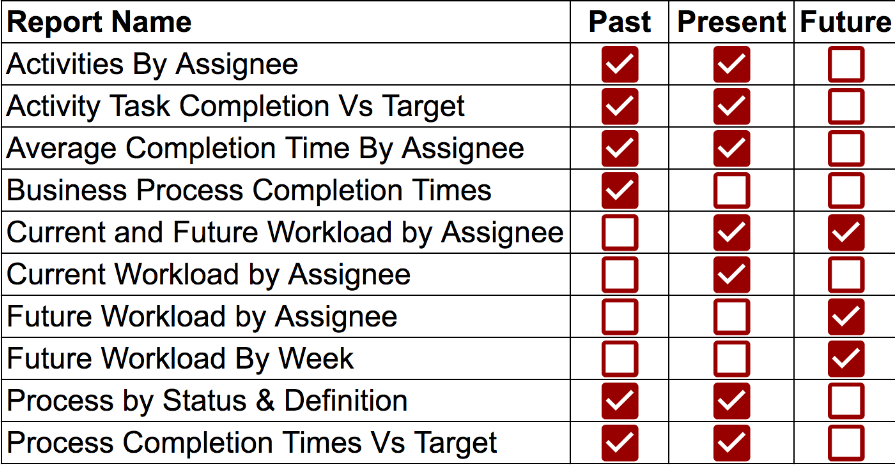 Report Name Past Present Future
Activities By Assignee
Activity Task Completion Vs Target
Average Completion Time By Assignee
Business Process Completion Times
Current and Future Workload by Assignee
Current Workload by Assignee
Future Workload by Assignee
Future Workload By Week
Process by Status & Definition
Process Completion Times Vs Target